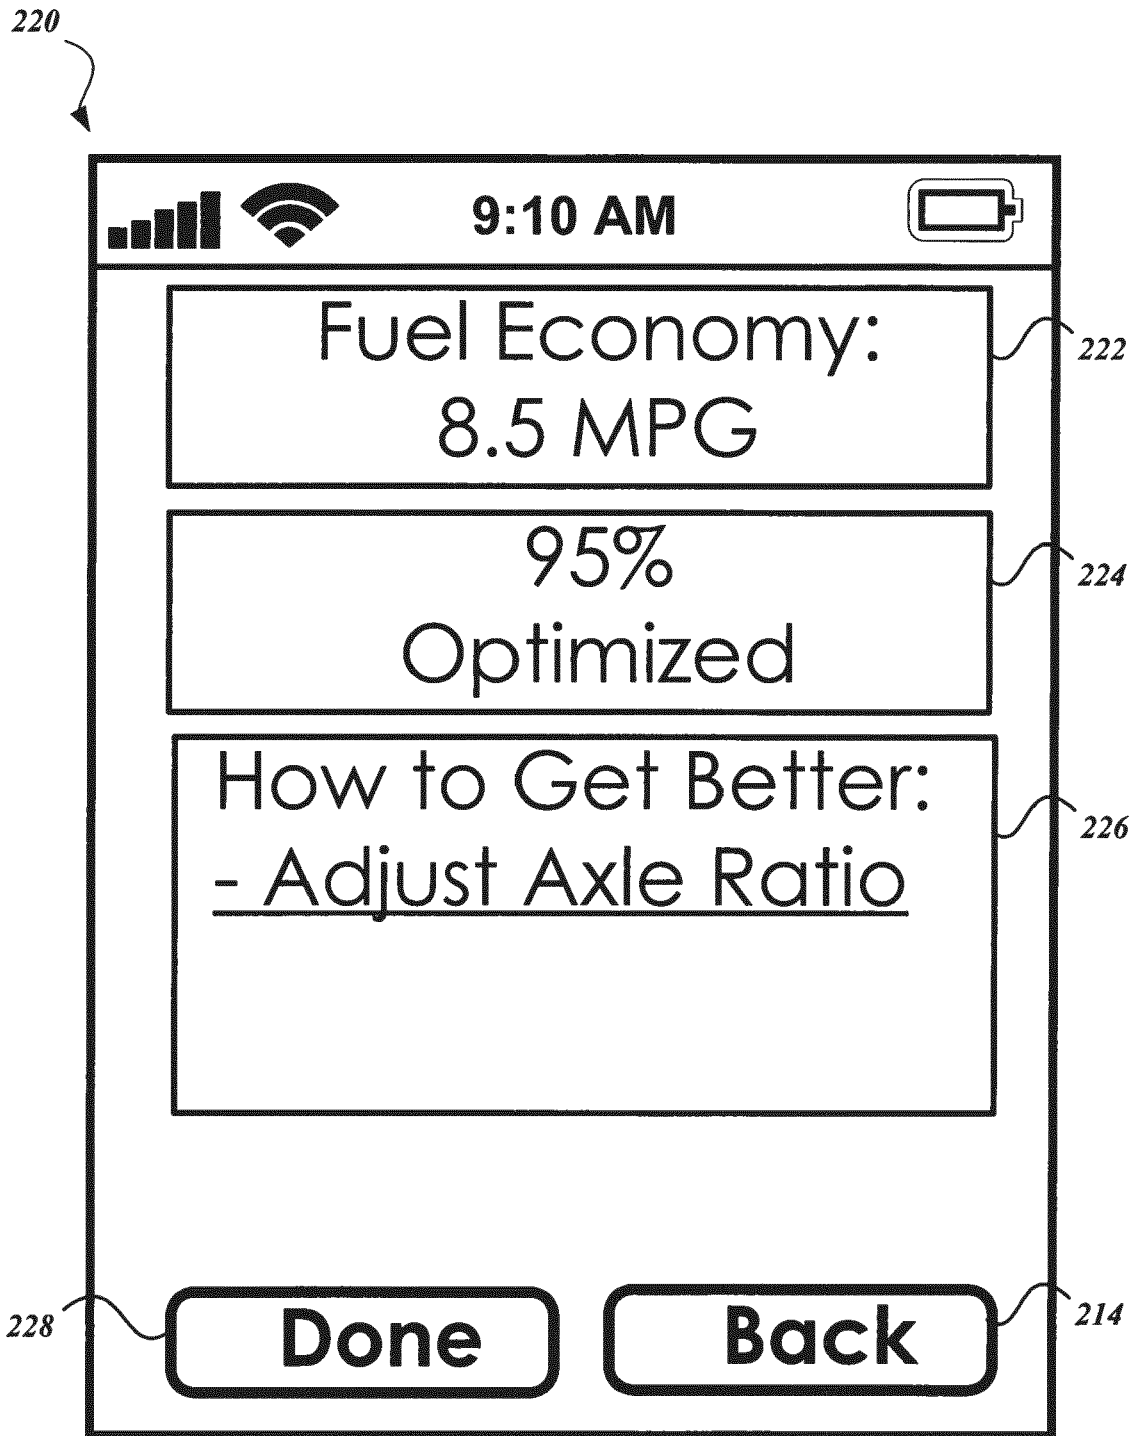 220
9:10 AM
Fuel Economy:
8.5 MPG
222
95%
Optimized
224
How to Get Better:
- Adjust Axle Ratio
226
228
Done
Back
214